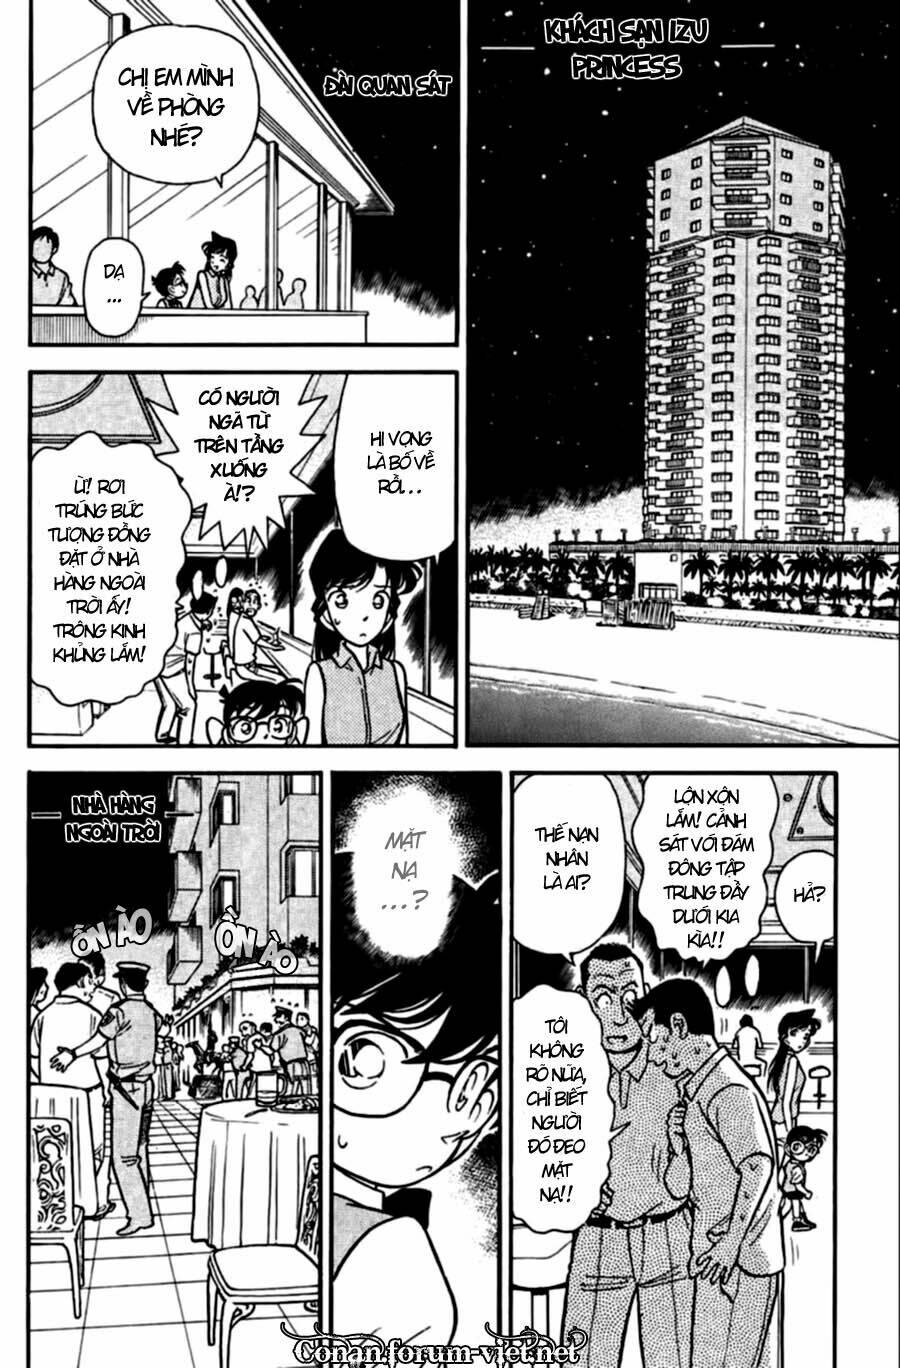 KHÁCH SẠN IZU
PRINCESS
ĐÀI QUAN SÁT
CHỊ EM MÌNH
VỀ PHÒNG
NHÉ?
DẠ
...
HI VỌNG
LÀ BỐ VỀ
RỒI...
CÓ NGƯỜI
NGÃ TỪ
TRÊN TẦNG
XUỐNG
À!?
Ừ! RƠI
TRÚNG BỨC
TƯỢNG ĐỒNG
ĐẶT Ở NHÀ
HÀNG NGOÀI
TRỜI ẤY!
TRÔNG KINH
KHỦNG LẮM!
HẢ?
LỘN XỘN
LẮM! CẢNH
SÁT VỚI ĐÁM
ĐÔNG TẬP
TRUNG ĐẦY
DƯỚI KIA
KÌA!!
THẾ NẠN
NHÂN
LÀ AI?
TÔI
KHÔNG
RÕ NỮA,
CHỈ BIẾT
NGƯỜI
ĐÓ ĐEO
MẶT
NẠ!!
MẶT
NẠ
...?
NHÀ HÀNG
NGOÀI TRỜI
ỒN ÀO
ỒN ÀO
Conan.forum-viet.net